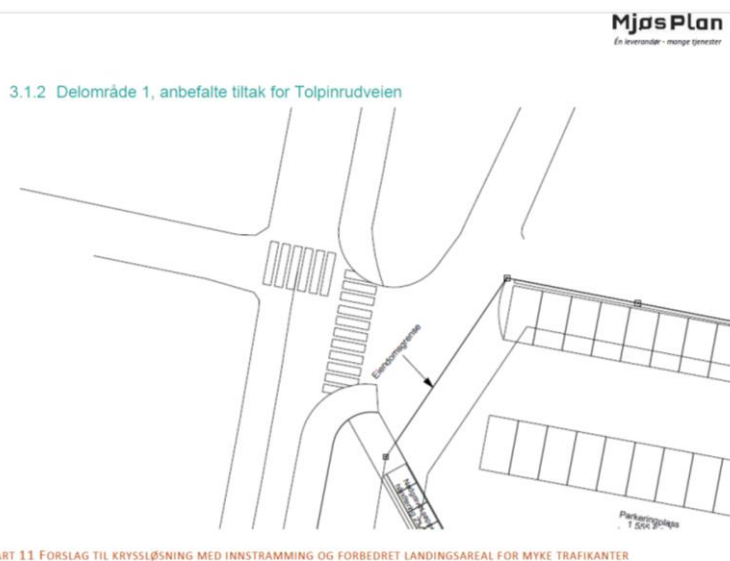 MjøsPlan
Én leverandør - mange tjenester
3.1.2 Delområde 1, anbefalte tiltak for Tolpinrudveien
Eiendomsgrense
Parkeringplass
ART 11 FORSLAG TIL KRYSSLØSNING MED INNSTRAMMING OG FORBEDRET LANDINGSAREAL FOR MYKE TRAFIKANTER